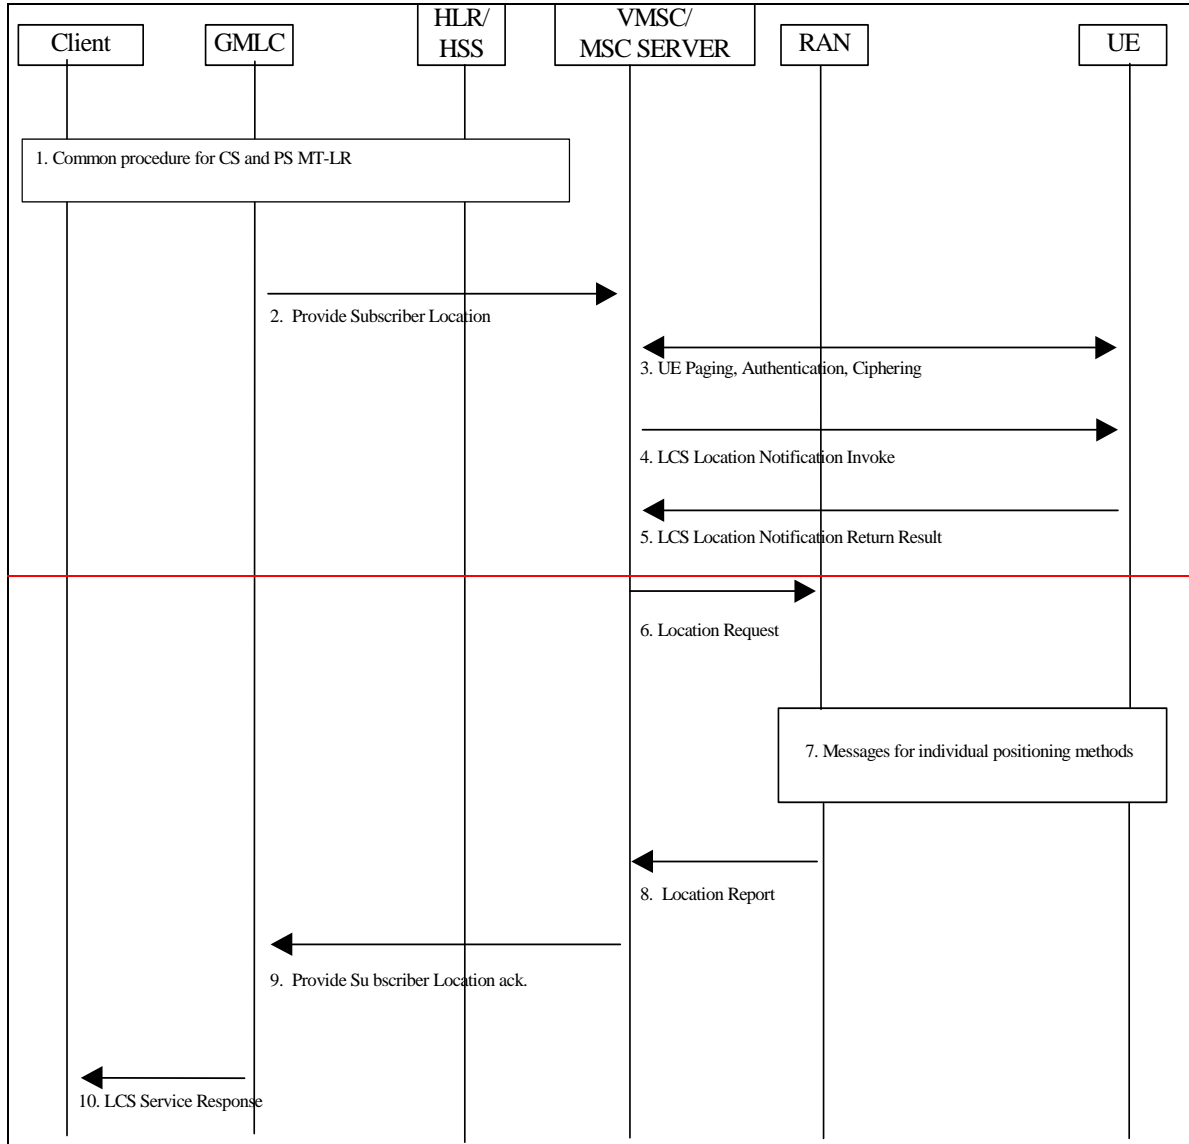 Client
GMLC
HLR/
HSS
VMSC/
MSC SERVER
RAN
UE
1. Common procedure for CS and PS MT-LR
2. Provide Subscriber Location
3. UE Paging, Authentication, Ciphering
4. LCS Location Notification Invoke
5. LCS Location Notification Return Result
6. Location Request
7. Messages for individual positioning methods
8. Location Report
9. Provide Su bscriber Location ack.
10. LCS Service Response